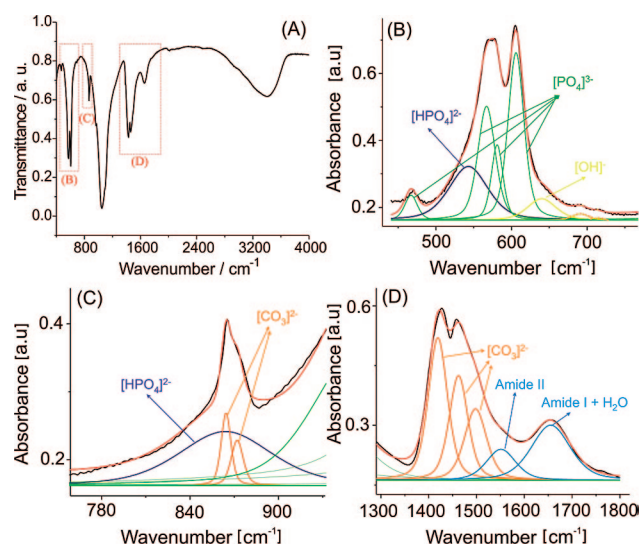 (A)
Transmittance / a. u.
1.0
0.8
0.6
0.4
0.2
0.0
(B)
(C)
(D)
800 1600 2400 3200 4000
Wavenumber / cm-1
(B)
Absorbance [a.u]
0.8
0.5
0.2
[PO₄]³⁻
[HPO₄]²⁻
[OH]⁻
500 600 700
Wavenumber [cm⁻¹]
(C)
Absorbance [a.u]
0.4
0.2
[CO₃]²⁻
[HPO₄]²⁻
780 840 900
Wavenumber [cm⁻¹]
(D)
Absorbance [a.u]
0.6
0.3
[CO₃]²⁻
Amide II
Amide I + H₂O
1300 1400 1500 1600 1700 1800
Wavenumber [cm⁻¹]